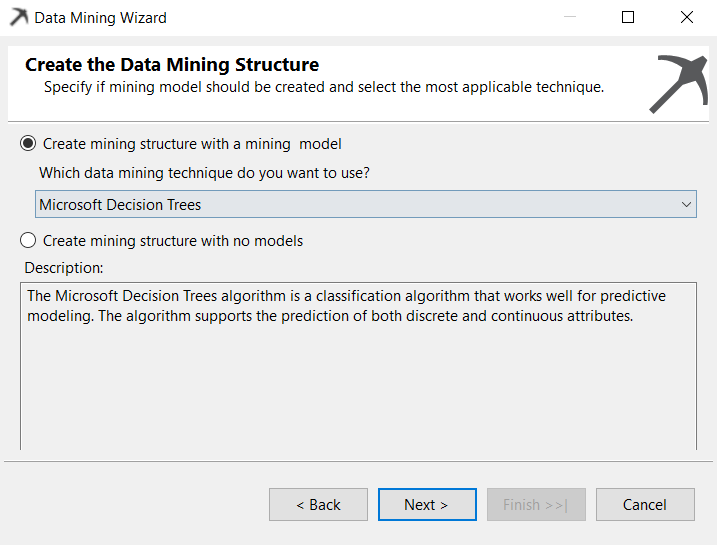 Data Mining Wizard
Create the Data Mining Structure
Specify if mining model should be created and select the most applicable technique.
Create mining structure with a mining  model
Which data mining technique do you want to use?
Microsoft Decision Trees
Create mining structure with no models
Description:
The Microsoft Decision Trees algorithm is a classification algorithm that works well for predictive
modeling. The algorithm supports the prediction of both discrete and continuous attributes.
< Back
Next >
Finish >>|
Cancel